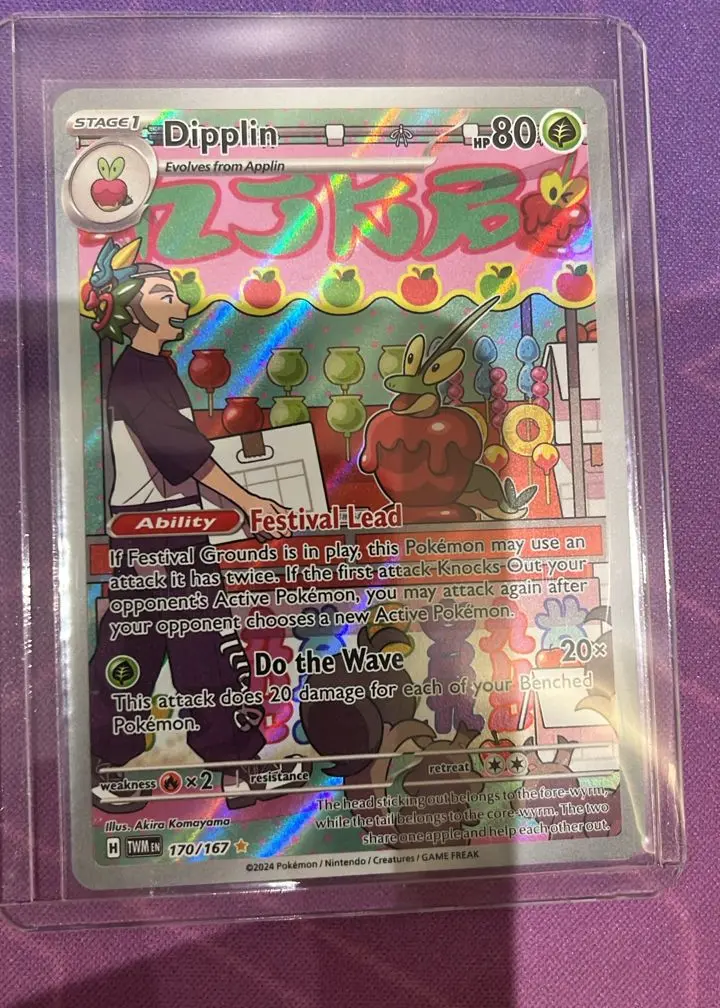 STAGE 1
Dipplin
HP 80
Evolves from Applin
Ability Festival Lead
If Festival Grounds is in play, this Pokémon may use an
attack it has twice. If the first attack Knocks Out your
opponent's Active Pokémon, you may attack again after
your opponent chooses a new Active Pokémon.
Do the Wave 20×
This attack does 20 damage for each of your Benched
Pokémon.
weakness ×2 resistance retreat
The head sticking out belongs to the fore-wyrm,
while the tail belongs to the core-wyrm. The two
share one apple and help each other out.
Illus. Akira Komayama
H TWM EN 170/167
©2024 Pokémon / Nintendo / Creatures / GAME FREAK